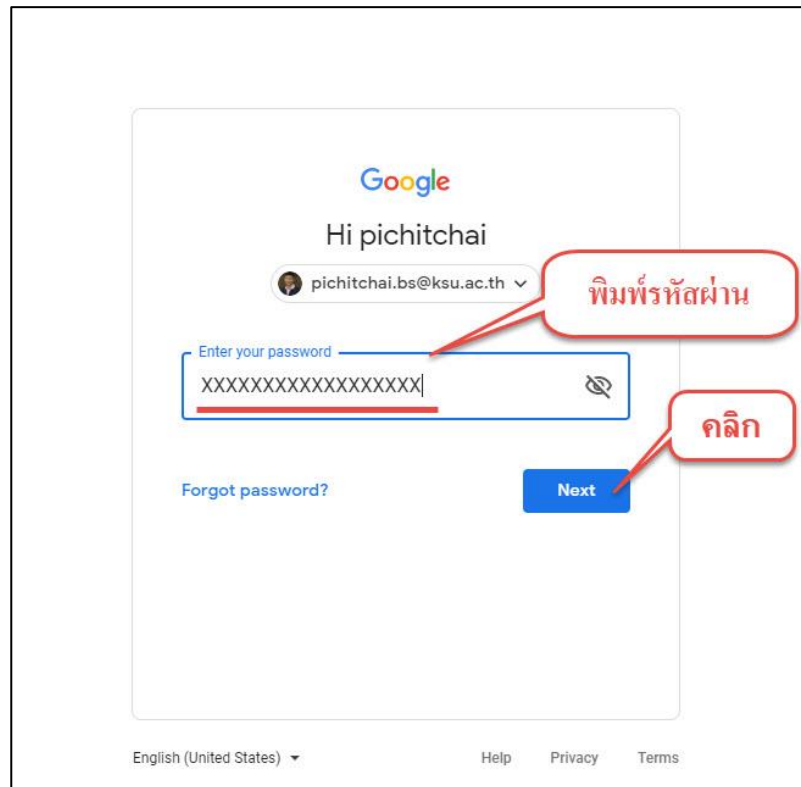 Google
Hi pichitchai
pichitchai.bs@ksu.ac.th
พิมพ์รหัสผ่าน
Enter your password
XXXXXXXXXXXXXXXXXX
คลิก
Forgot password?
Next
English (United States)
Help Privacy Terms